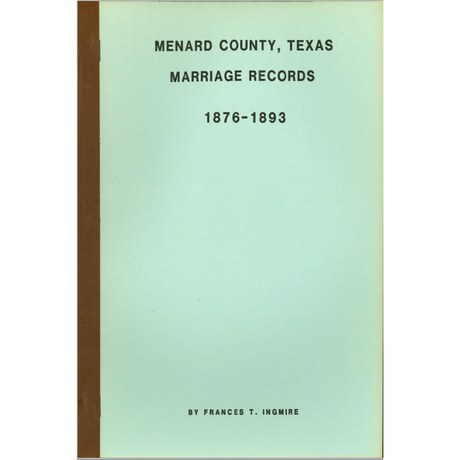 MENARD COUNTY, TEXAS
MARRIAGE RECORDS
1876-1893
BY FRANCES T. INGMIRE